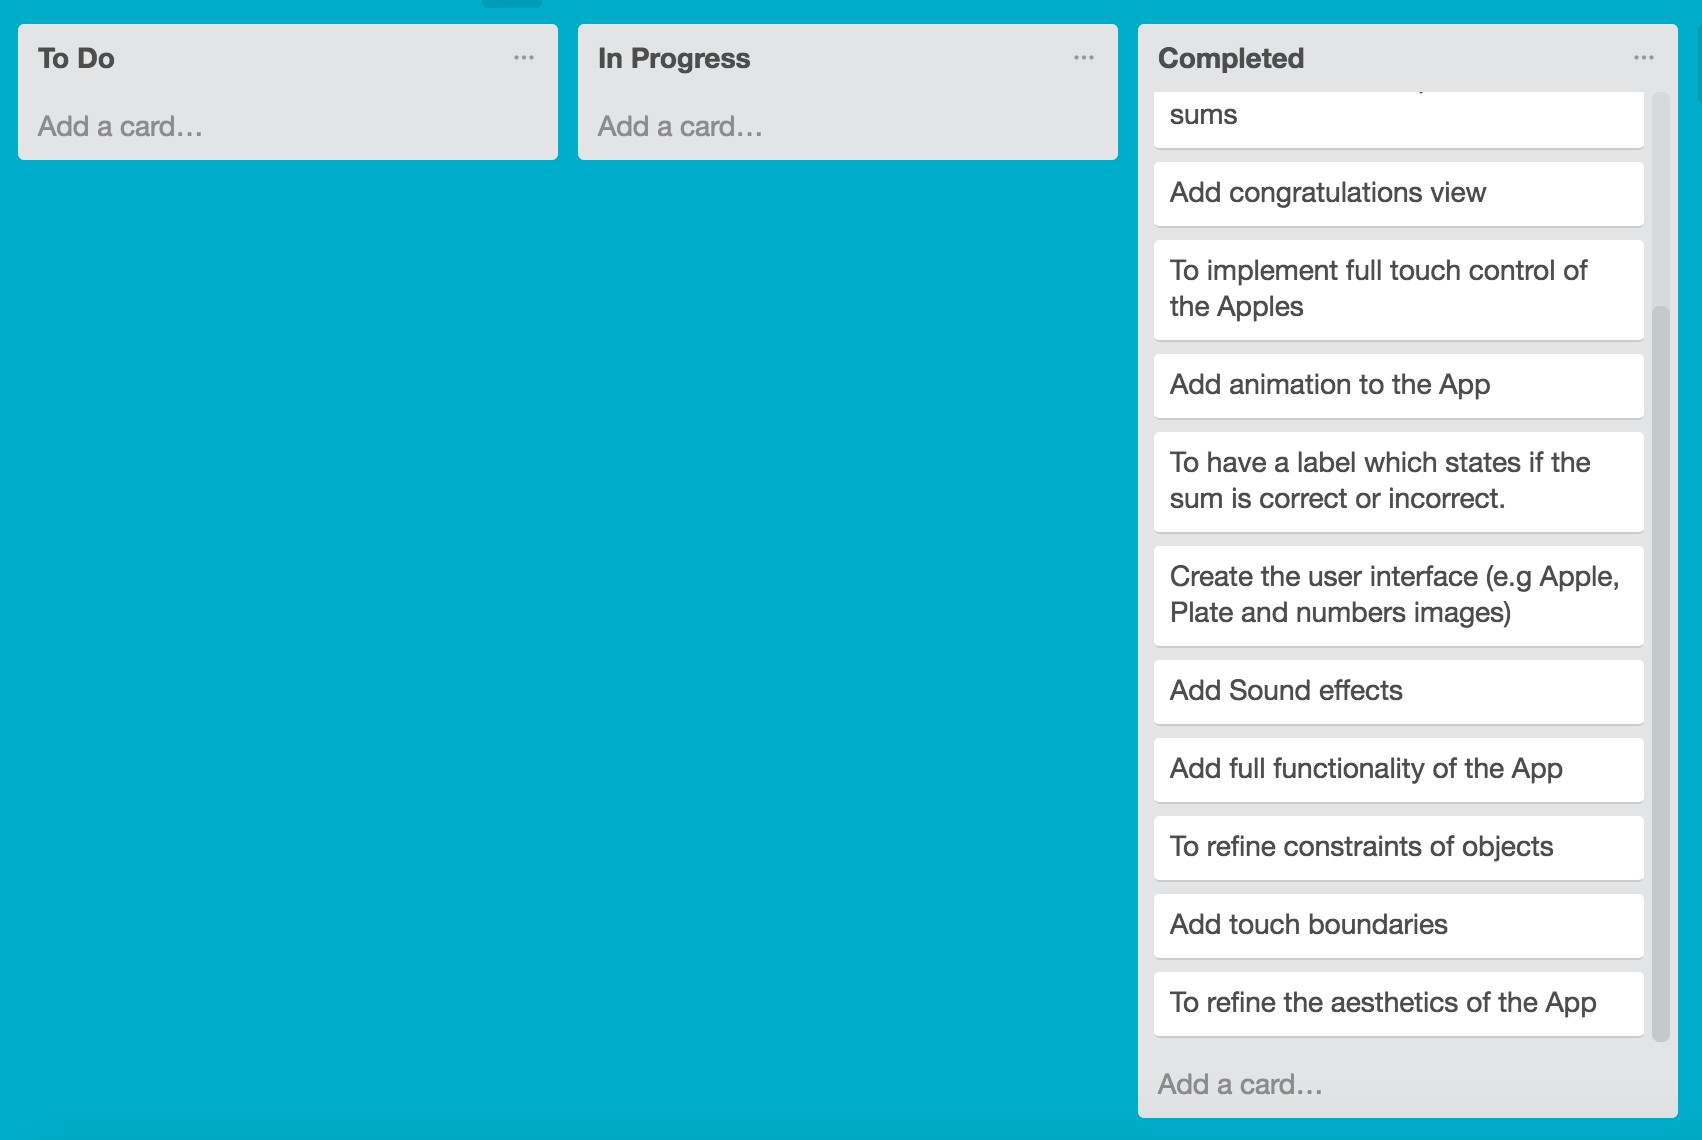 To Do
Add a card...
In Progress
Add a card...
Completed
sums
Add congratulations view
To implement full touch control of
the Apples
Add animation to the App
To have a label which states if the
sum is correct or incorrect.
Create the user interface (e.g Apple,
Plate and numbers images)
Add Sound effects
Add full functionality of the App
To refine constraints of objects
Add touch boundaries
To refine the aesthetics of the App
Add a card...